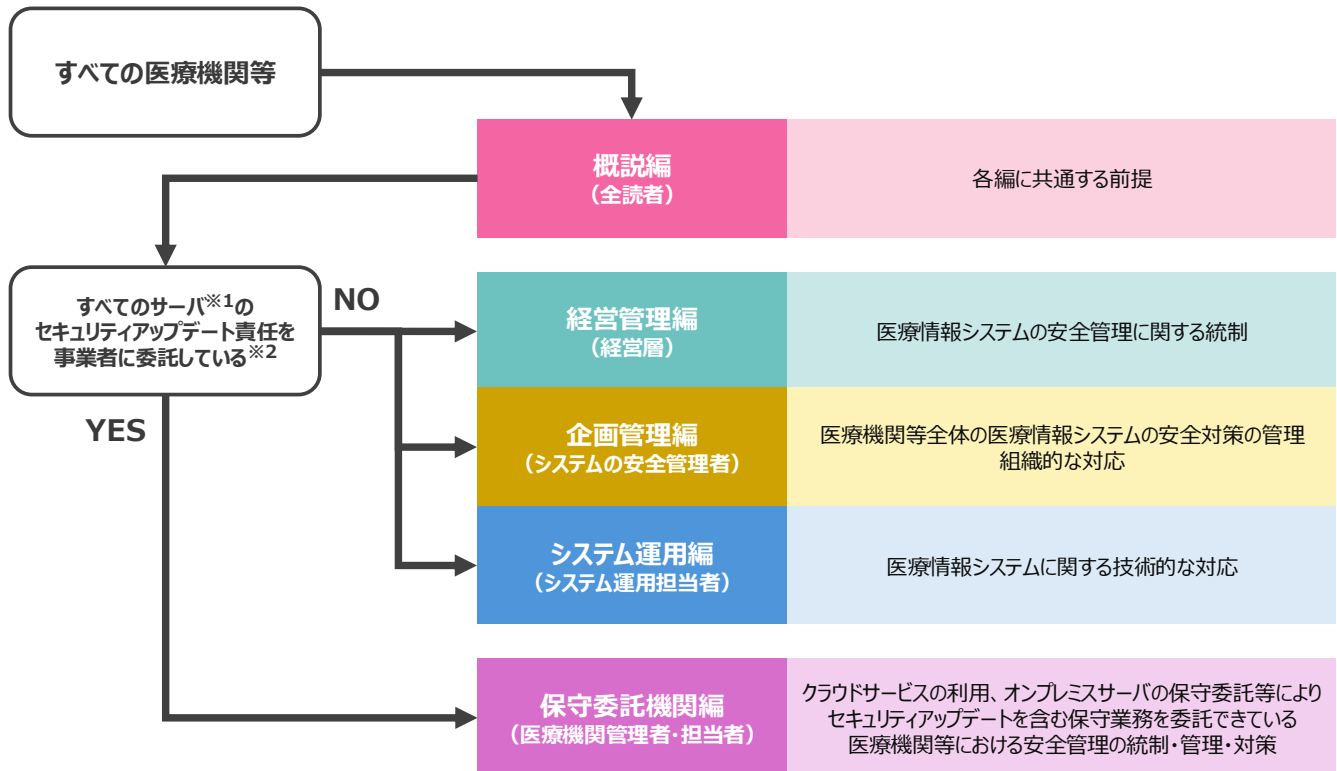 すべての医療機関等
概説編
(全読者)
各編に共通する前提
すべてのサーバ※1の
セキュリティアップデート責任を
事業者に委託している※2
NO
YES
経営管理編
(経営層)
医療情報システムの安全管理に関する統制
企画管理編
(システムの安全管理者)
医療機関等全体の医療情報システムの安全対策の管理
組織的な対応
システム運用編
(システム運用担当者)
医療情報システムに関する技術的な対応
保守委託機関編
(医療機関管理者・担当者)
クラウドサービスの利用、オンプレミスサーバの保守委託等により
セキュリティアップデートを含む保守業務を委託できている
医療機関等における安全管理の統制・管理・対策